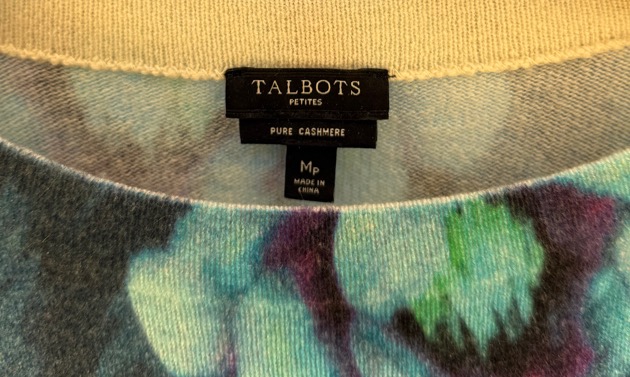 TALBOTS
PETITES
PURE CASHMERE
MP
MADE IN
CHINA